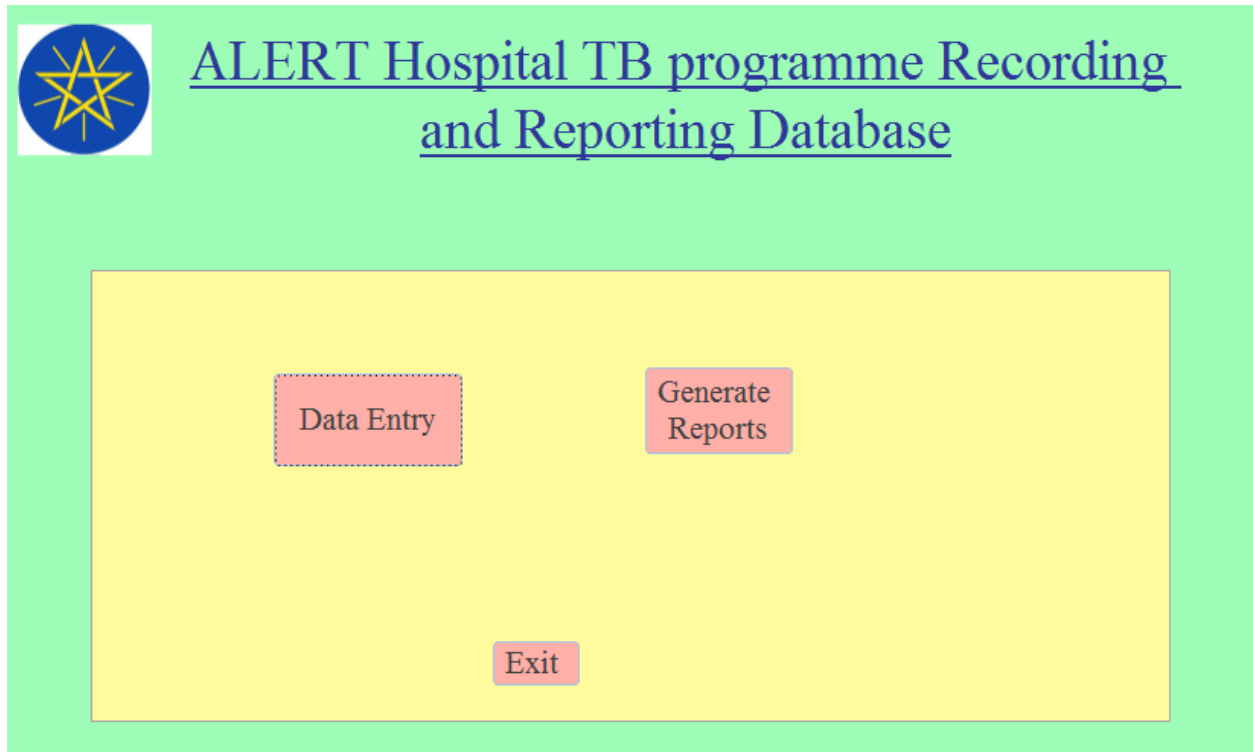 ALERT Hospital TB programme Recording
and Reporting Database
Data Entry
Generate
Reports
Exit